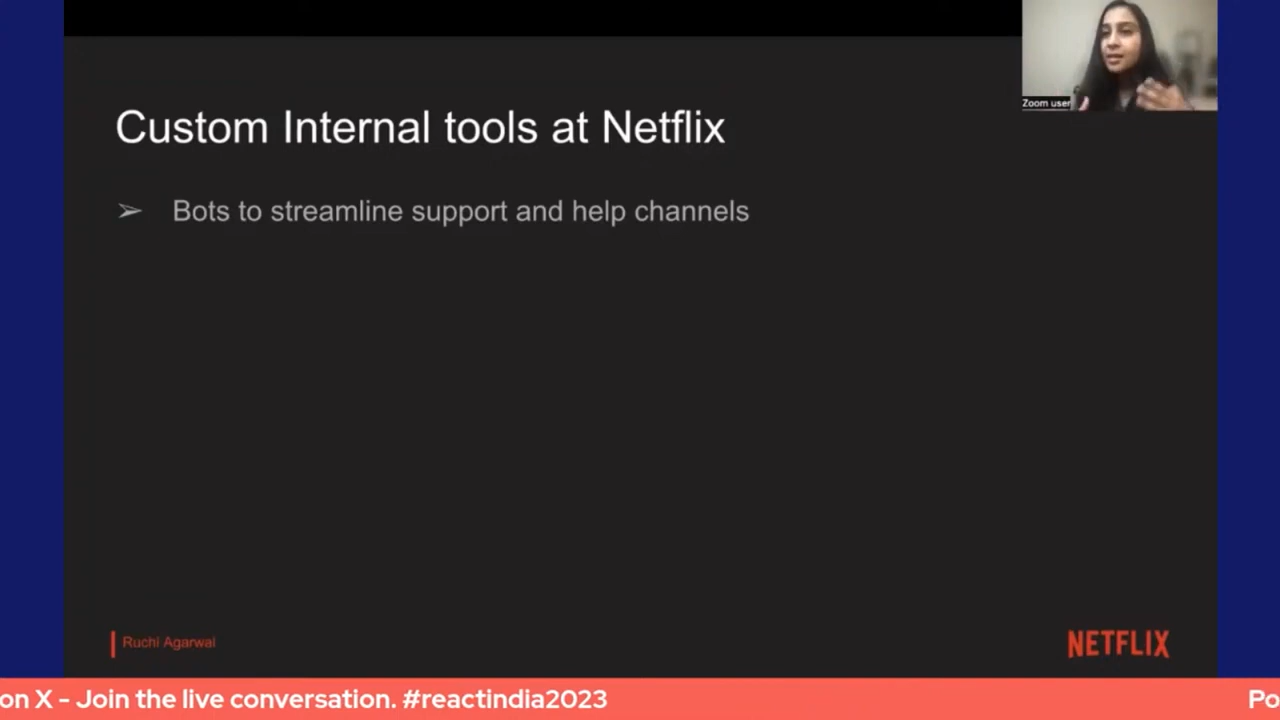 Zoom user
Custom Internal tools at Netflix
➢ Bots to streamline support and help channels
Ruchi Agarwal
NETFLIX
on X - Join the live conversation. #reactindia2023
Po